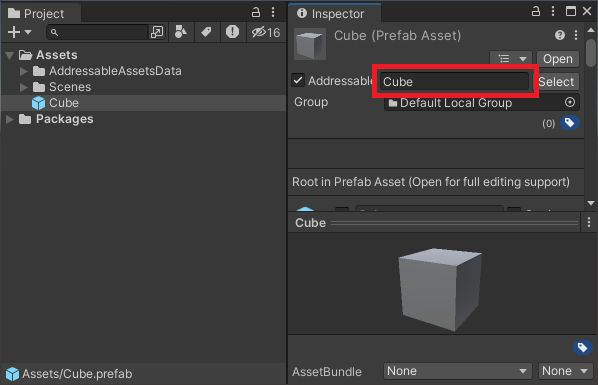 Project
16
Assets
AddressableAssetsData
Scenes
Cube
Packages
Assets/Cube.prefab
Inspector
Cube (Prefab Asset)
Open
Addressable Cube Select
Group Default Local Group
(0)
Root in Prefab Asset (Open for full editing support)
Cube
AssetBundle None None